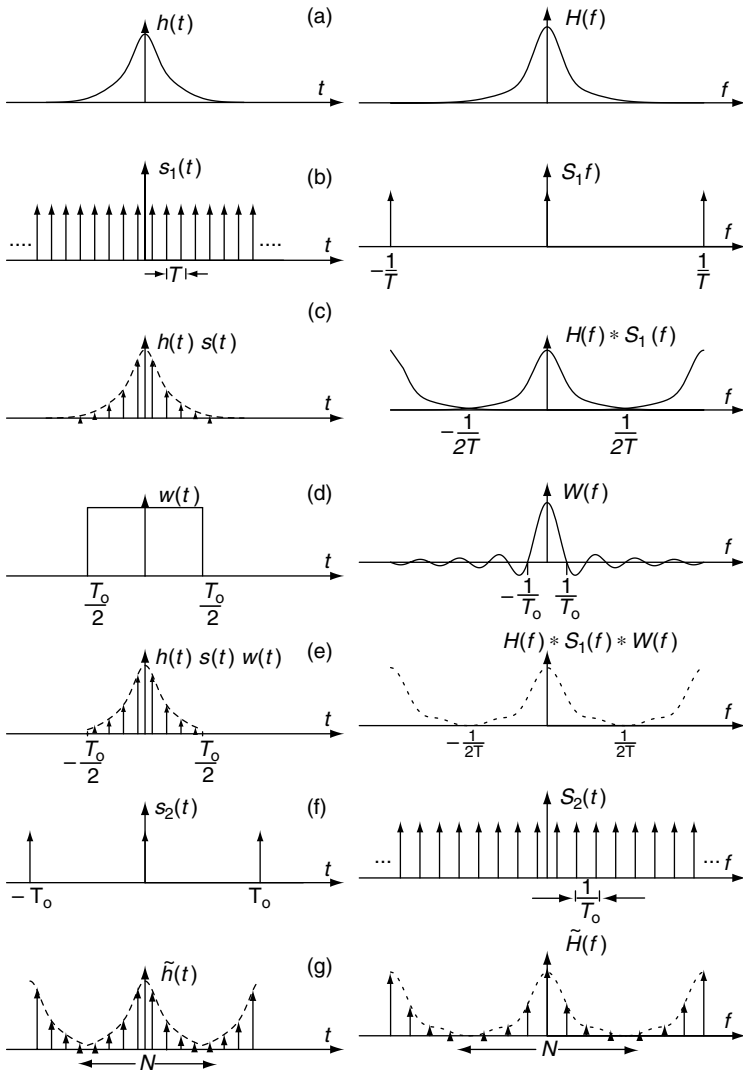 h(t) (a) H(f)
t f
s₁(t) (b) S₁f)
.... .... t f
T −1/T 1/T
(c)
h(t) s(t) H(f) * S₁(f)
t f
−1/2T 1/2T
w(t) (d) W(f)
t f
Tₒ/2 Tₒ/2 −1/Tₒ 1/Tₒ
h(t) s(t) w(t) (e) H(f) * S₁(f) * W(f)
t f
−Tₒ/2 Tₒ/2 −1/2T 1/2T
s₂(t) (f) S₂(t)
t ... ... f
− Tₒ Tₒ 1/Tₒ
h̃(t) (g) H̃(f)
t f
N N